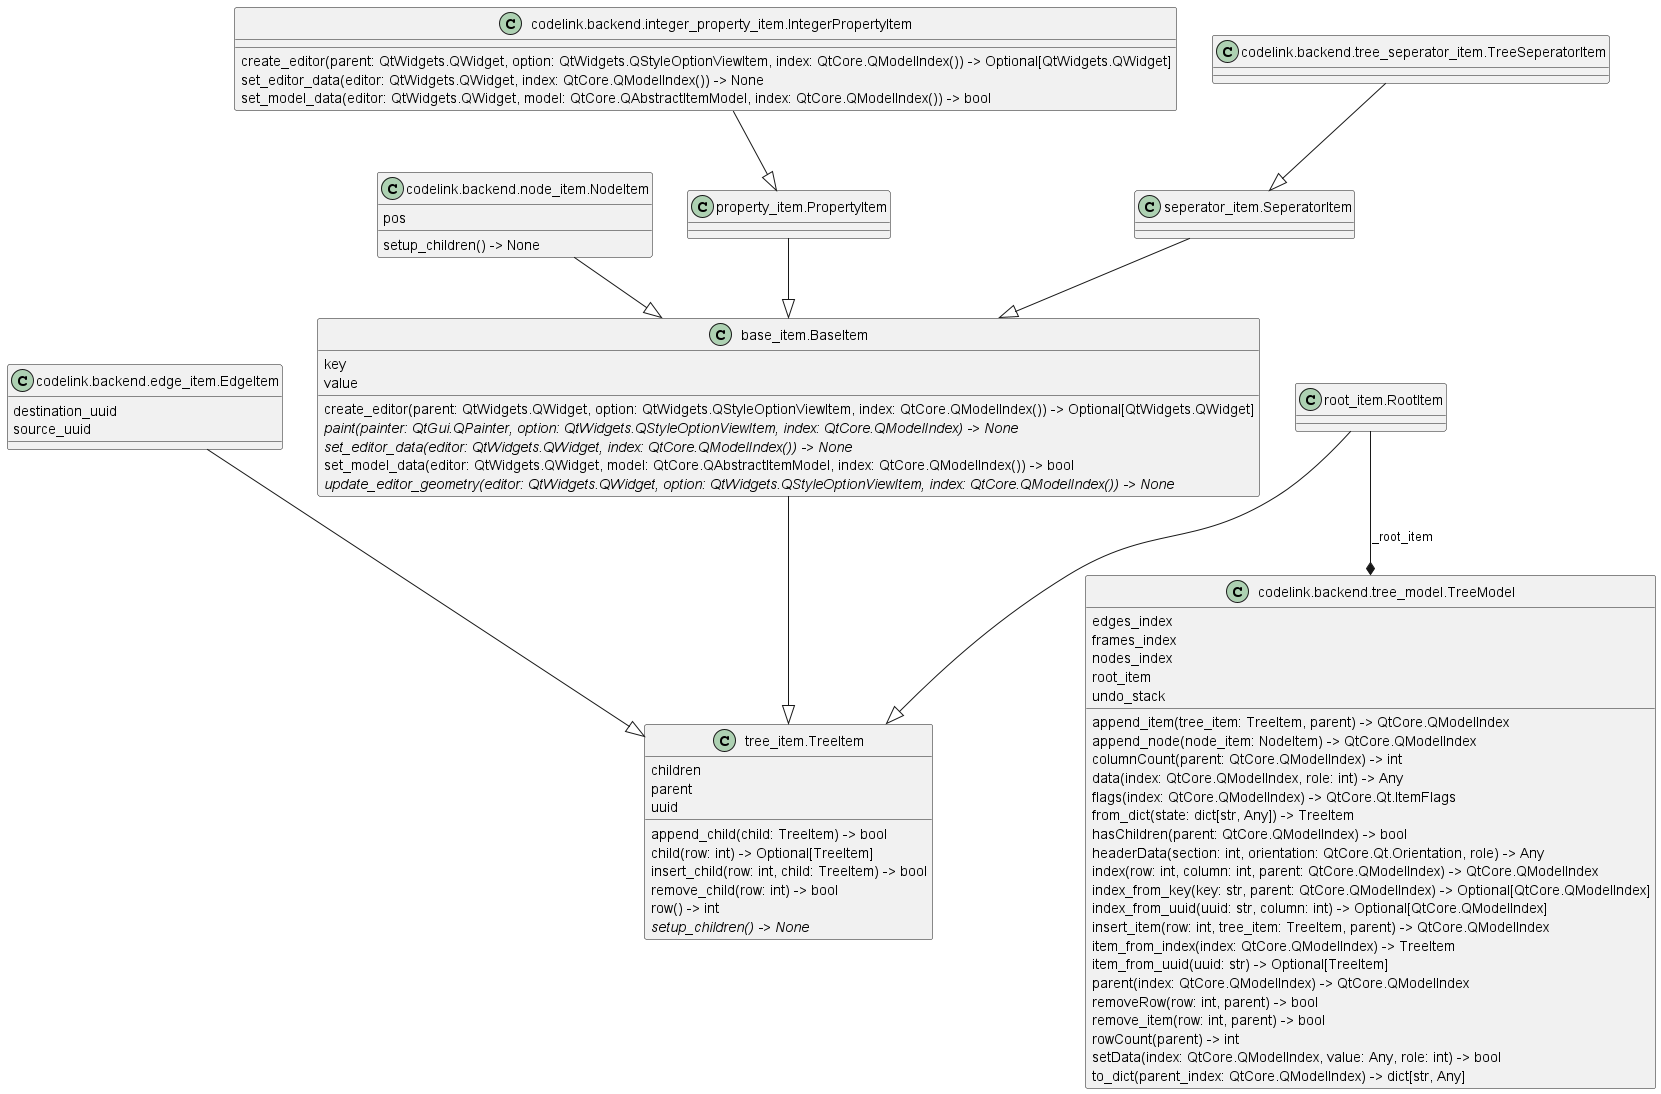 C codelink.backend.integer_property_item.IntegerPropertyItem
create_editor(parent: QtWidgets.QWidget, option: QtWidgets.QStyleOptionViewItem, index: QtCore.QModelIndex()) -> Optional[QtWidgets.QWidget]
set_editor_data(editor: QtWidgets.QWidget, index: QtCore.QModelIndex()) -> None
set_model_data(editor: QtWidgets.QWidget, model: QtCore.QAbstractItemModel, index: QtCore.QModelIndex()) -> bool
C codelink.backend.tree_seperator_item.TreeSeperatorItem
C codelink.backend.node_item.NodeItem
pos
setup_children() -> None
C property_item.PropertyItem
C seperator_item.SeperatorItem
C base_item.BaseItem
key
value
create_editor(parent: QtWidgets.QWidget, option: QtWidgets.QStyleOptionViewItem, index: QtCore.QModelIndex()) -> Optional[QtWidgets.QWidget]
paint(painter: QtGui.QPainter, option: QtWidgets.QStyleOptionViewItem, index: QtCore.QModelIndex) -> None
set_editor_data(editor: QtWidgets.QWidget, index: QtCore.QModelIndex()) -> None
set_model_data(editor: QtWidgets.QWidget, model: QtCore.QAbstractItemModel, index: QtCore.QModelIndex()) -> bool
update_editor_geometry(editor: QtWidgets.QWidget, option: QtWidgets.QStyleOptionViewItem, index: QtCore.QModelIndex()) -> None
C codelink.backend.edge_item.EdgeItem
destination_uuid
source_uuid
C root_item.RootItem
_root_item
C codelink.backend.tree_model.TreeModel
edges_index
frames_index
nodes_index
root_item
undo_stack
append_item(tree_item: TreeItem, parent) -> QtCore.QModelIndex
append_node(node_item: NodeItem) -> QtCore.QModelIndex
columnCount(parent: QtCore.QModelIndex) -> int
data(index: QtCore.QModelIndex, role: int) -> Any
flags(index: QtCore.QModelIndex) -> QtCore.Qt.ItemFlags
from_dict(state: dict[str, Any]) -> TreeItem
hasChildren(parent: QtCore.QModelIndex) -> bool
headerData(section: int, orientation: QtCore.Qt.Orientation, role) -> Any
index(row: int, column: int, parent: QtCore.QModelIndex) -> QtCore.QModelIndex
index_from_key(key: str, parent: QtCore.QModelIndex) -> Optional[QtCore.QModelIndex]
index_from_uuid(uuid: str, column: int) -> Optional[QtCore.QModelIndex]
insert_item(row: int, tree_item: TreeItem, parent) -> QtCore.QModelIndex
item_from_index(index: QtCore.QModelIndex) -> TreeItem
item_from_uuid(uuid: str) -> Optional[TreeItem]
parent(index: QtCore.QModelIndex) -> QtCore.QModelIndex
removeRow(row: int, parent) -> bool
remove_item(row: int, parent) -> bool
rowCount(parent) -> int
setData(index: QtCore.QModelIndex, value: Any, role: int) -> bool
to_dict(parent_index: QtCore.QModelIndex) -> dict[str, Any]
C tree_item.TreeItem
children
parent
uuid
append_child(child: TreeItem) -> bool
child(row: int) -> Optional[TreeItem]
insert_child(row: int, child: TreeItem) -> bool
remove_child(row: int) -> bool
row() -> int
setup_children() -> None